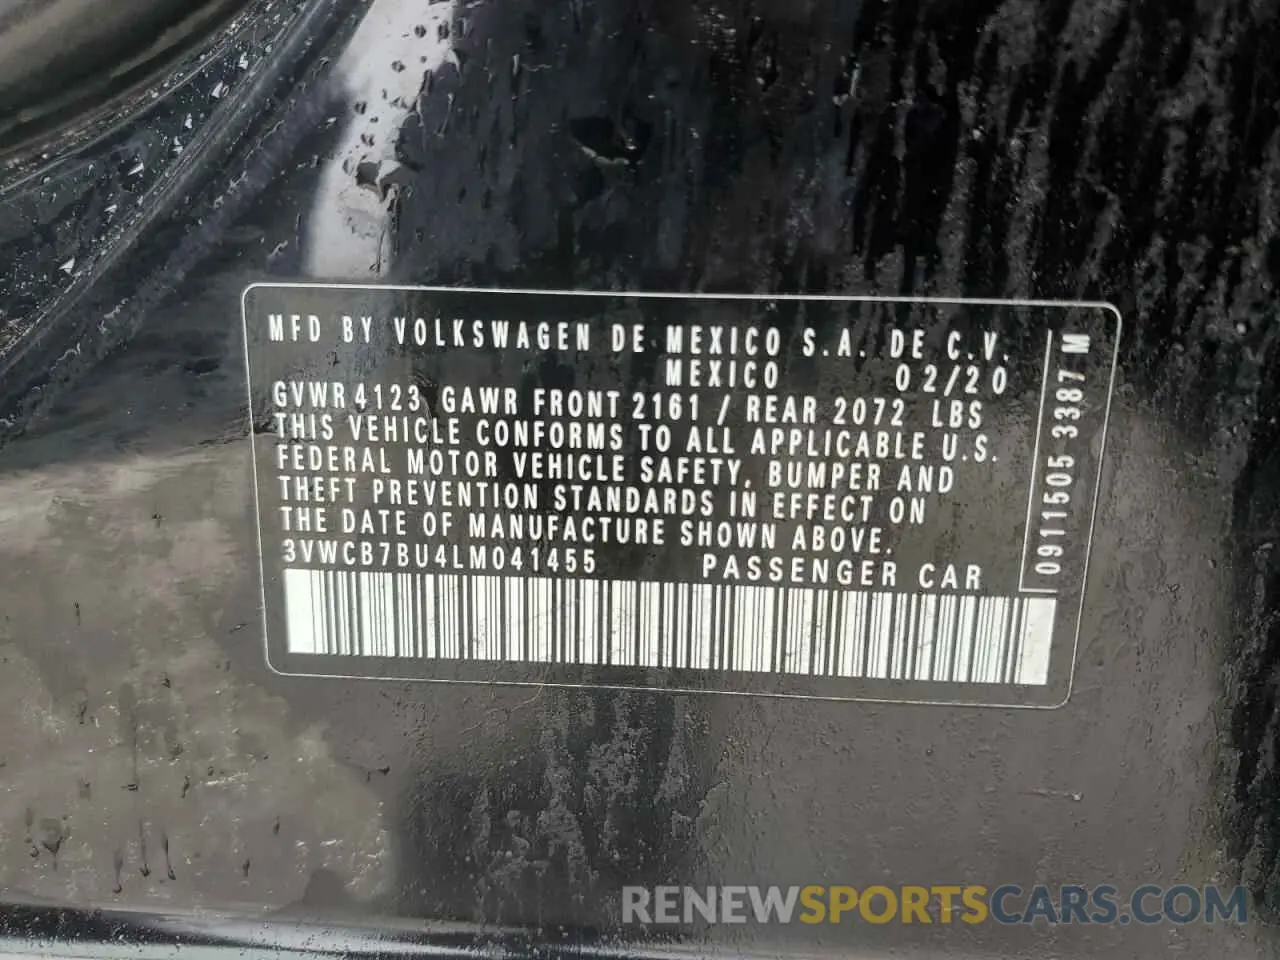 MFD BY VOLKSWAGEN DE MEXICO S.A. DE C.V.
MEXICO 02/20
GVWR 4123 GAWR FRONT 2161 / REAR 2072 LBS
THIS VEHICLE CONFORMS TO ALL APPLICABLE U.S.
FEDERAL MOTOR VEHICLE SAFETY, BUMPER AND
THEFT PREVENTION STANDARDS IN EFFECT ON
THE DATE OF MANUFACTURE SHOWN ABOVE.
3VWCB7BU4LM041455 PASSENGER CAR
0911505 3387 M
RENEWSPORTSCARS.COM